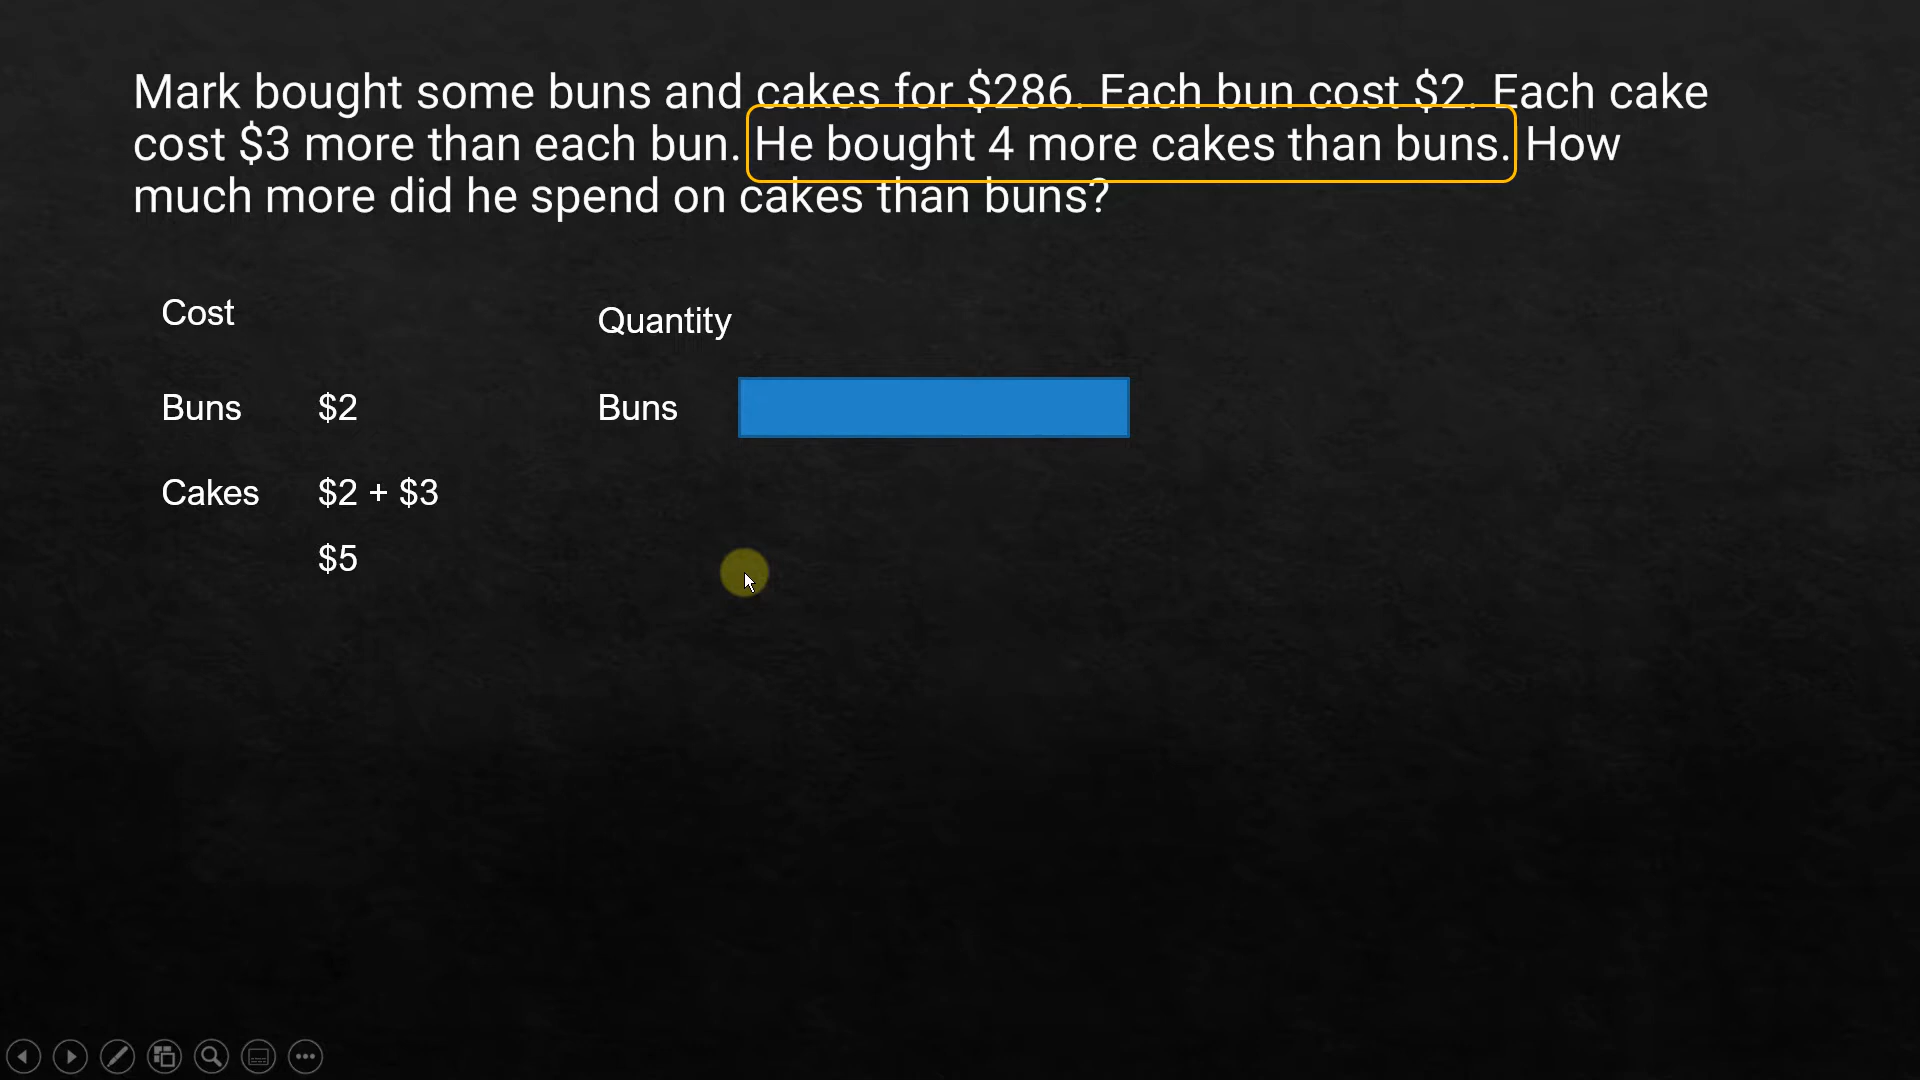 Mark bought some buns and cakes for $286. Each bun cost $2. Each cake
cost $3 more than each bun. He bought 4 more cakes than buns. How
much more did he spend on cakes than buns?
Cost
Quantity
Buns $2
Buns
Cakes $2 + $3
$5